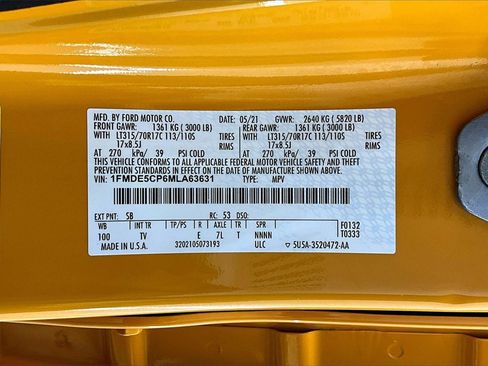 MFD. BY FORD MOTOR CO. 05/21 GVWR: 2640 KG ( 5820 LB)
FRONT GAWR: 1361 KG ( 3000 LB) REAR GAWR: 1361 KG ( 3000 LB)
WITH LT315/70R17C 113/110S TIRES WITH LT315/70R17C 113/110S TIRES
17x8.5J RIMS 17x8.5J RIMS
AT 270 kPa/ 39 PSI COLD AT 270 kPa/ 39 PSI COLD
THIS VEHICLE CONFORMS TO ALL APPLICABLE FEDERAL MOTOR VEHICLE SAFETY AND THEFT
PREVENTION STANDARDS IN EFFECT ON THE DATE OF MANUFACTURE SHOWN ABOVE.
VIN: 1FMDE5CP6MLA63631 TYPE: MPV
EXT PNT: SB RC: 53 DSO:
WB INT TR TP/PS R AXLE TR SPR F0132
100 TV E 7L T NNNN T0333
MADE IN U.S.A. 3202105073193 ULC 5U5A-3520472-AA